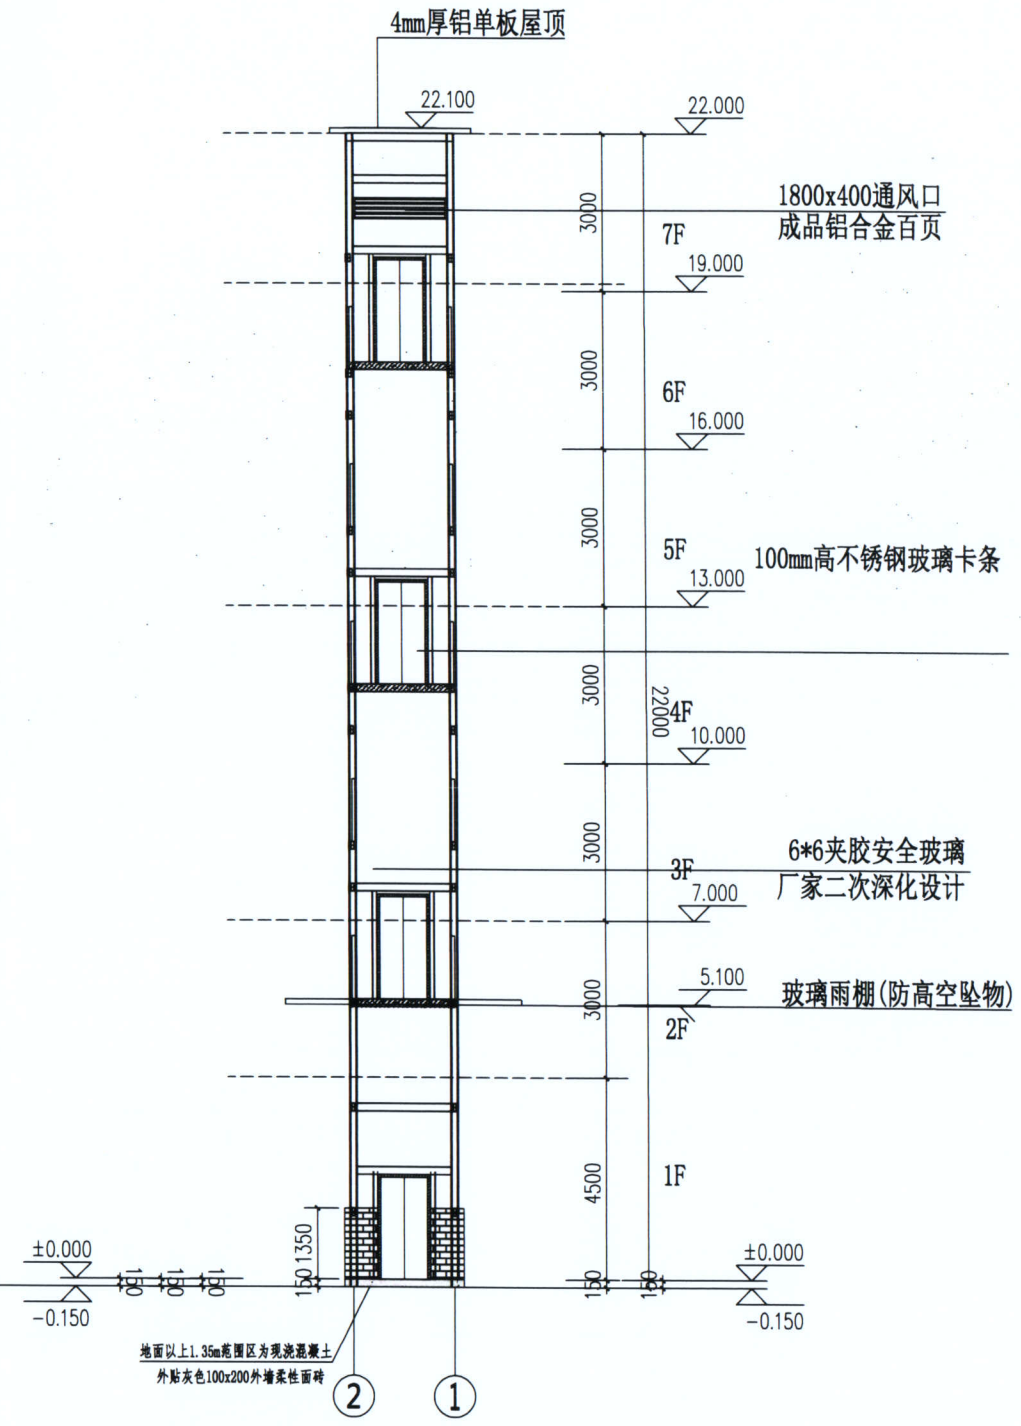 4mm厚铝单板屋顶
22.100
22.000
1800x400通风口
成品铝合金百页
3000
7F
19.000
3000
6F
16.000
3000
5F
100mm高不锈钢玻璃卡条
13.000
3000
22000
4F
10.000
3000
6*6夹胶安全玻璃
厂家二次深化设计
3F
7.000
5.100
玻璃雨棚(防高空坠物)
3000
2F
4500
1F
1350
±0.000
±0.000
150
150
150
150
150
150
-0.150
-0.150
地面以上1.35m范围区为现浇混凝土
外贴灰色100x200外墙柔性面砖
2
1